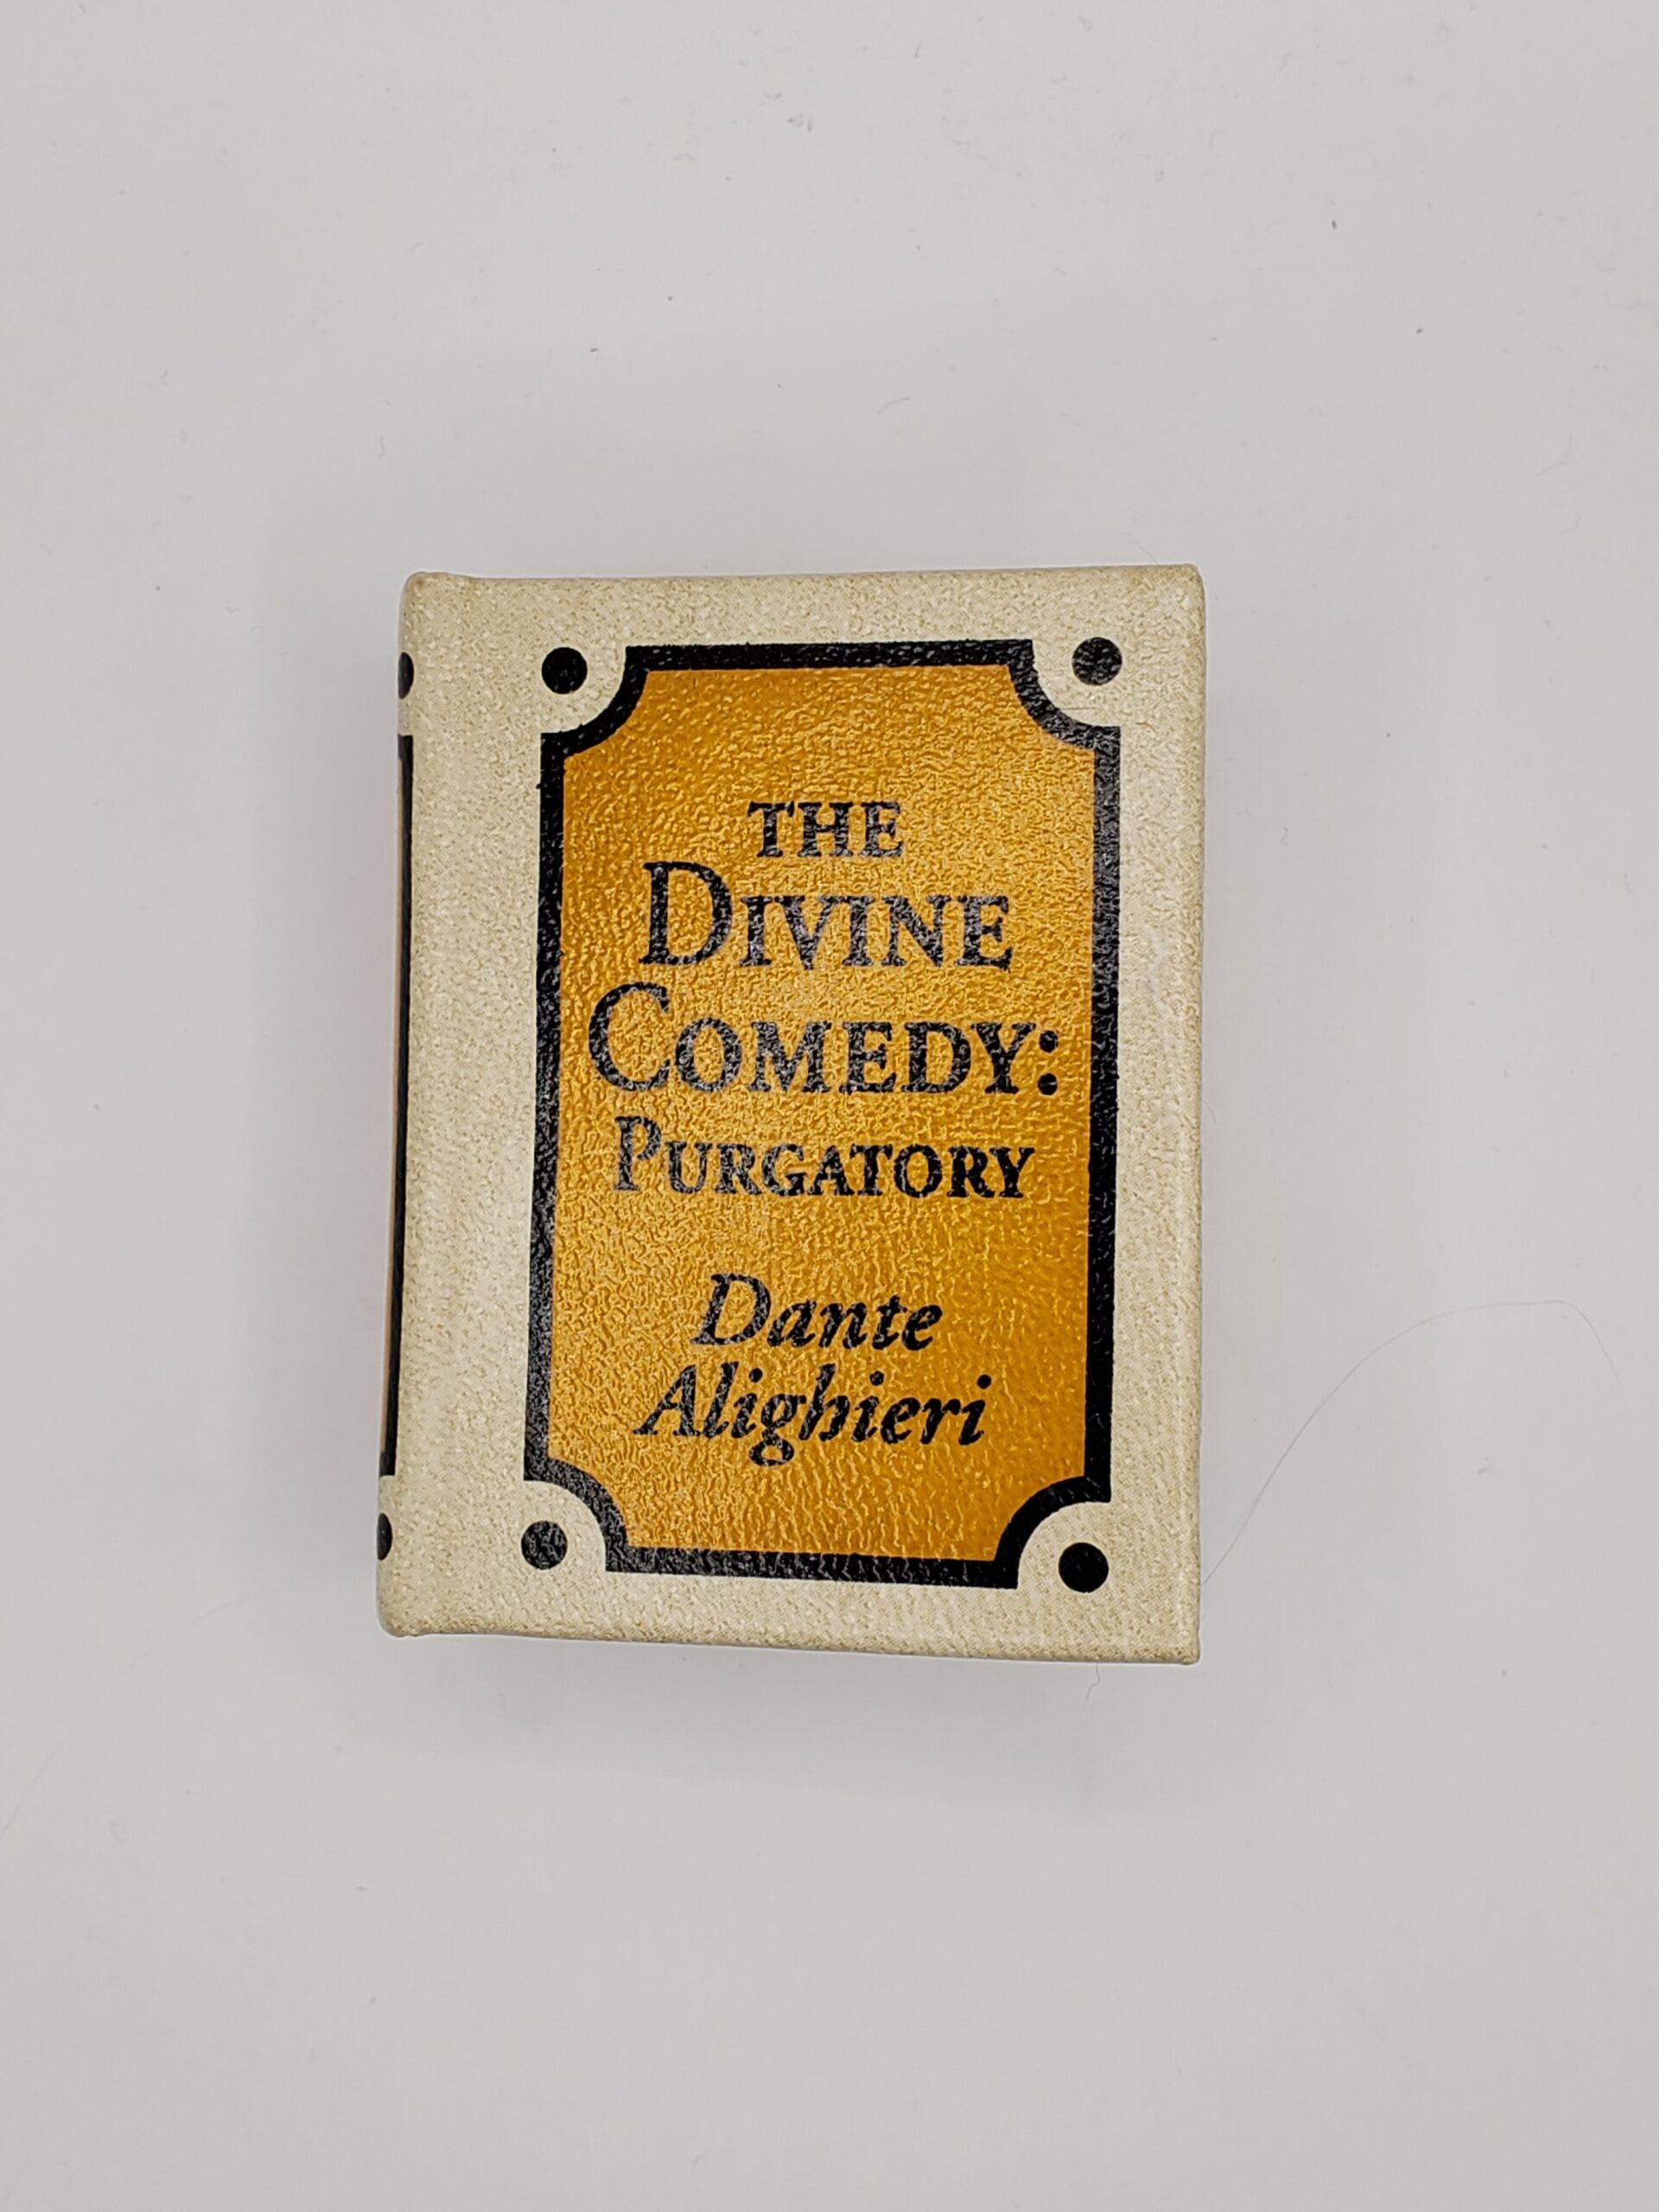 THE
DIVINE
COMEDY:
PURGATORY
Dante
Alighieri